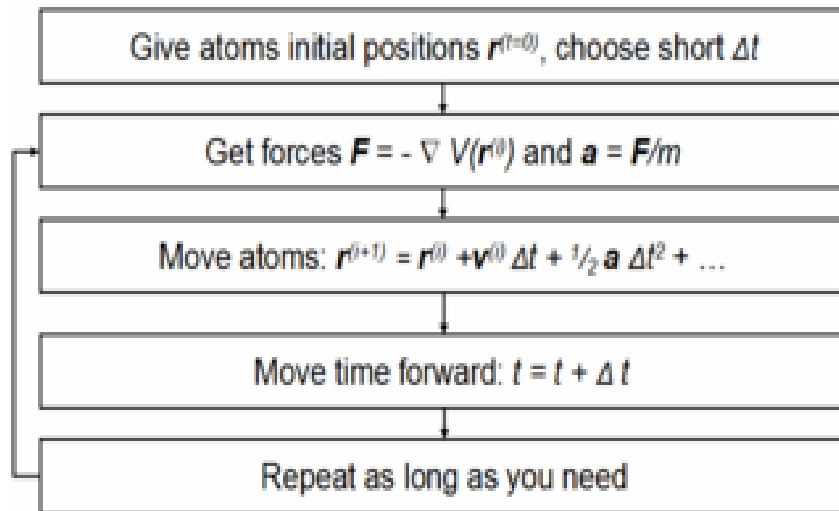 Give atoms initial positions r⁽ᵗ⁼⁰⁾, choose short Δt
Get forces F = - ∇ V(r⁽ⁱ⁾) and a = F/m
Move atoms: r⁽ⁱ⁺¹⁾ = r⁽ⁱ⁾ +v⁽ⁱ⁾ Δt + ¹/₂ a Δt² + ...
Move time forward: t = t + Δ t
Repeat as long as you need